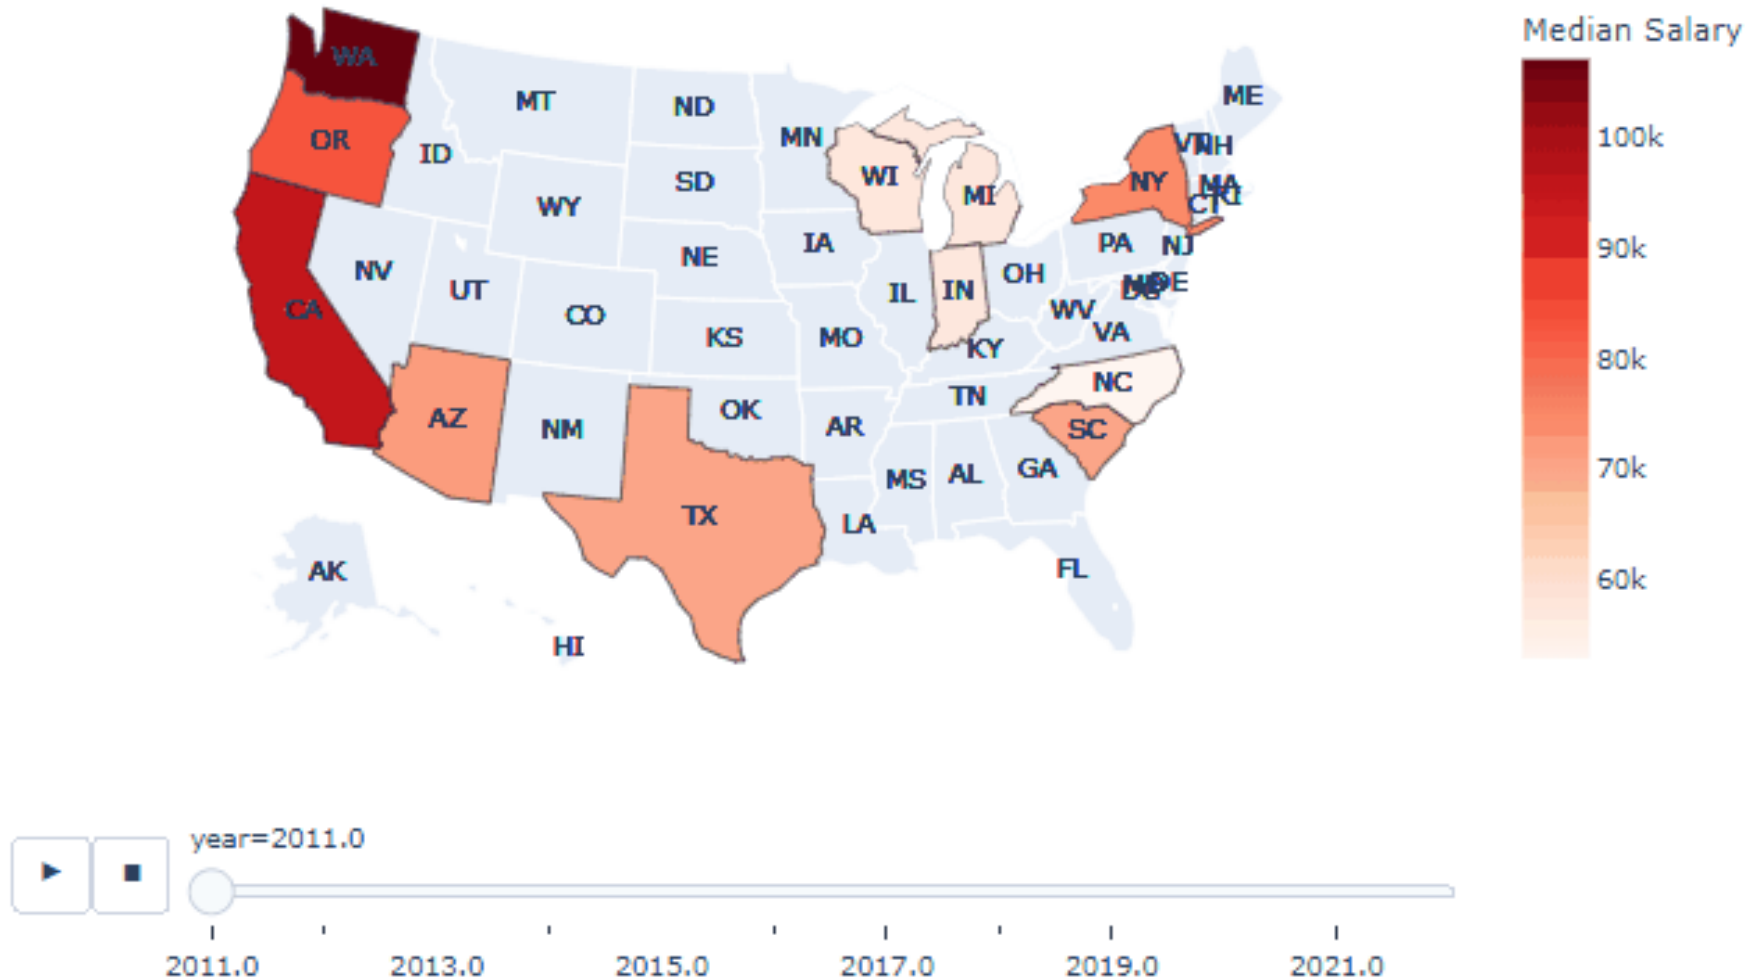 Median Salary
100k
90k
80k
70k
60k
WA
MT
ND
MN
ME
OR
ID
SD
WI
MI
NY
VT
NH
MA
RI
CT
WY
IA
NE
PA
NJ
NV
UT
CO
IL
IN
OH
DE
WV
CA
KS
MO
KY
VA
AZ
NM
OK
AR
TN
NC
SC
TX
MS
AL
GA
LA
AK
FL
HI
year=2011.0
▶ ■
2011.0 2013.0 2015.0 2017.0 2019.0 2021.0